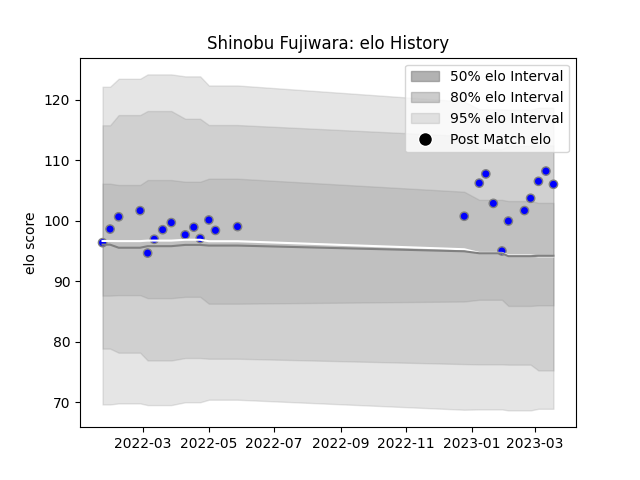 Shinobu Fujiwara: elo History
elo score
120
110
100
90
80
70
50% elo Interval
80% elo Interval
95% elo Interval
Post Match elo
2022-03
2022-05
2022-07
2022-09
2022-11
2023-01
2023-03